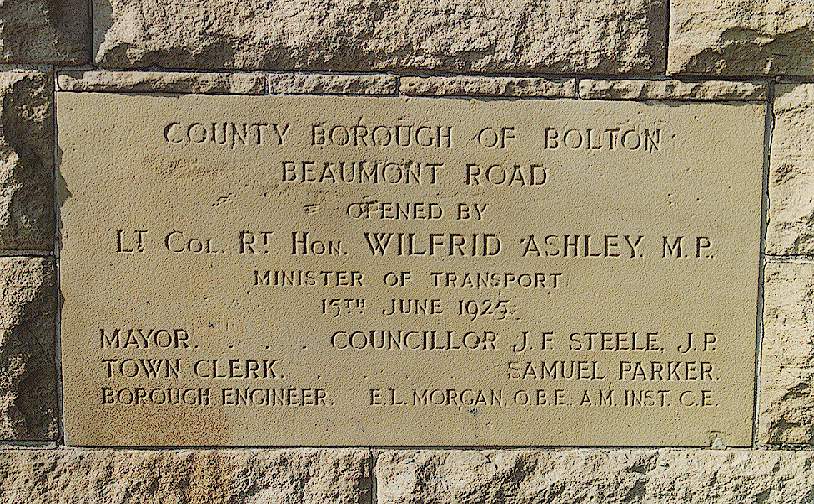 COUNTY BOROUGH OF BOLTON
BEAUMONT ROAD
OPENED BY
LT COL. RT HON. WILFRID ASHLEY, M.P.
MINISTER OF TRANSPORT
15TH JUNE 1925.
MAYOR. . . . . COUNCILLOR J. F. STEELE, J.P.
TOWN CLERK. . SAMUEL PARKER.
BOROUGH ENGINEER. E.L. MORGAN, O.B.E. A.M. INST. C.E.